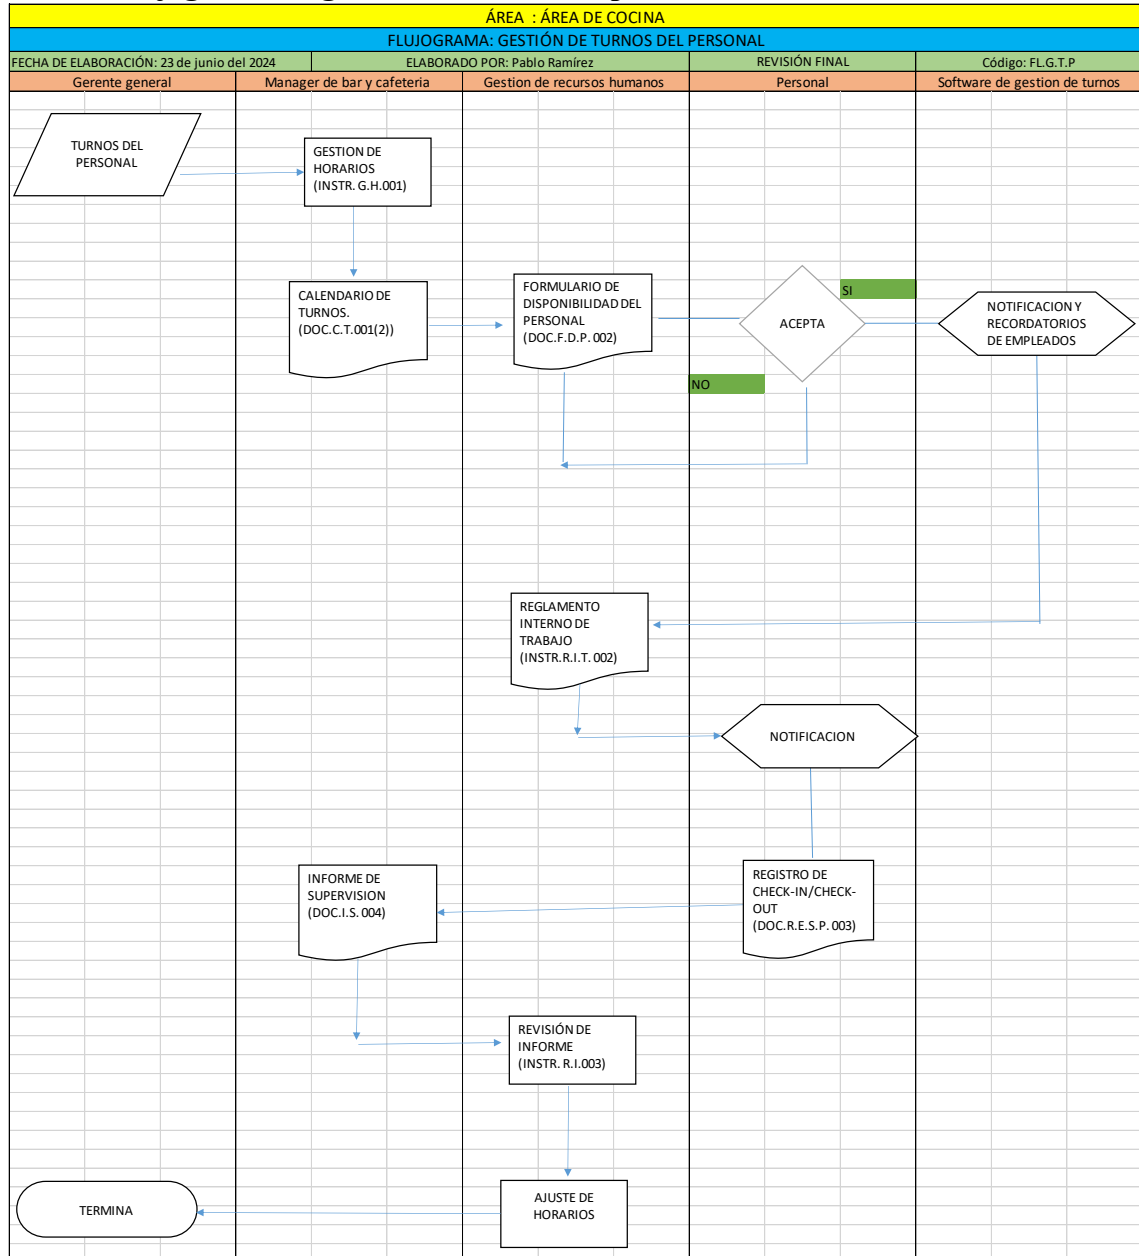 ÁREA : ÁREA DE COCINA
FLUJOGRAMA: GESTIÓN DE TURNOS DEL PERSONAL
FECHA DE ELABORACIÓN: 23 de junio del 2024
ELABORADO POR: Pablo Ramírez
REVISIÓN FINAL
Código: FL.G.T.P
Gerente general
Manager de bar y cafeteria
Gestion de recursos humanos
Personal
Software de gestion de turnos
TURNOS DEL
PERSONAL
GESTION DE
HORARIOS
(INSTR. G.H.001)
CALENDARIO DE
TURNOS.
(DOC.C.T.001(2))
FORMULARIO DE
DISPONIBILIDAD DEL
PERSONAL
(DOC.F.D.P. 002)
ACEPTA
SI
NO
NOTIFICACION Y
RECORDATORIOS
DE EMPLEADOS
REGLAMENTO
INTERNO DE
TRABAJO
(INSTR.R.I.T. 002)
NOTIFICACION
REGISTRO DE
CHECK-IN/CHECK-
OUT
(DOC.R.E.S.P. 003)
INFORME DE
SUPERVISION
(DOC.I.S. 004)
REVISIÓN DE
INFORME
(INSTR. R.I.003)
AJUSTE DE
HORARIOS
TERMINA